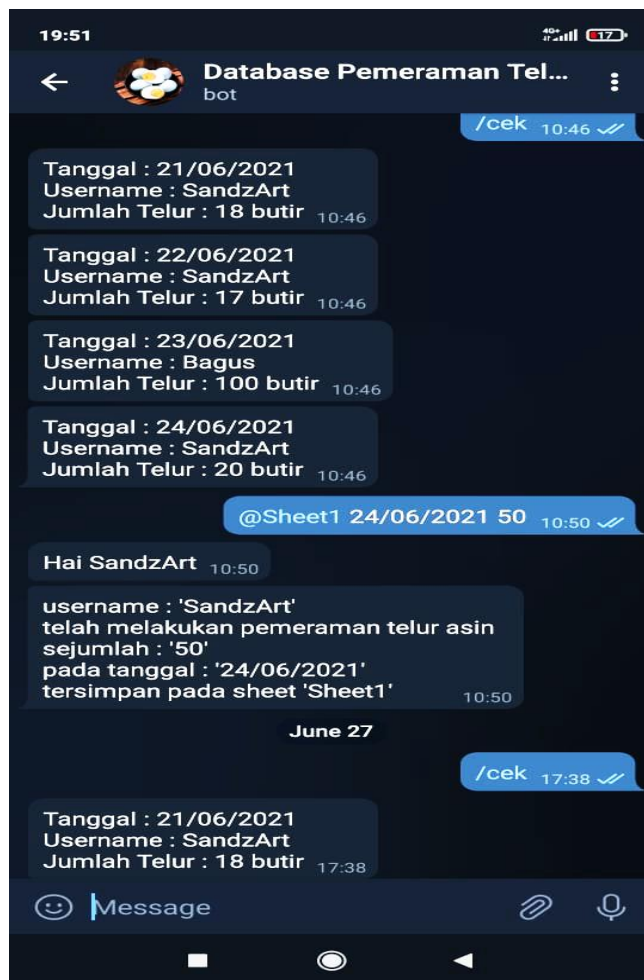 19:51
4G+
17
Database Pemeraman Tel...
bot
/cek 10:46
Tanggal : 21/06/2021
Username : SandzArt
Jumlah Telur : 18 butir 10:46
Tanggal : 22/06/2021
Username : SandzArt
Jumlah Telur : 17 butir 10:46
Tanggal : 23/06/2021
Username : Bagus
Jumlah Telur : 100 butir 10:46
Tanggal : 24/06/2021
Username : SandzArt
Jumlah Telur : 20 butir 10:46
@Sheet1 24/06/2021 50 10:50
Hai SandzArt 10:50
username : 'SandzArt'
telah melakukan pemeraman telur asin
sejumlah : '50'
pada tanggal : '24/06/2021'
tersimpan pada sheet 'Sheet1' 10:50
June 27
/cek 17:38
Tanggal : 21/06/2021
Username : SandzArt
Jumlah Telur : 18 butir 17:38
Message